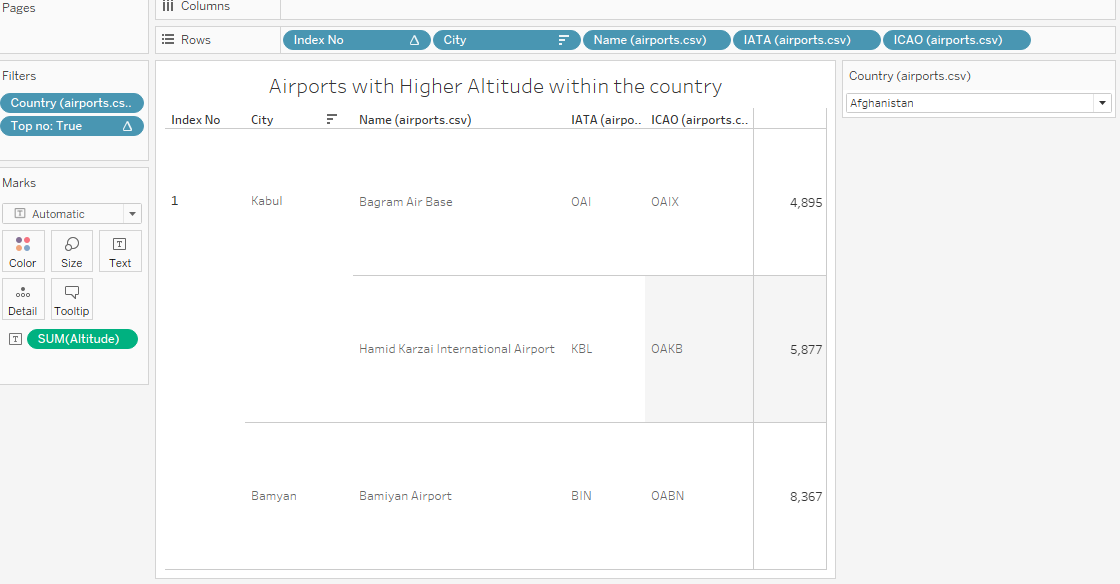 Pages
Columns
Rows
Index No
City
Name (airports.csv)
IATA (airports.csv)
ICAO (airports.csv)
Filters
Country (airports.cs..
Top no: True
Marks
Automatic
Color
Size
Text
Detail
Tooltip
SUM(Altitude)
Airports with Higher Altitude within the country
Index No City Name (airports.csv) IATA (airpo.. ICAO (airports.c..
1 Kabul Bagram Air Base OAI OAIX 4,895
Hamid Karzai International Airport KBL OAKB 5,877
Bamyan Bamiyan Airport BIN OABN 8,367
Country (airports.csv)
Afghanistan